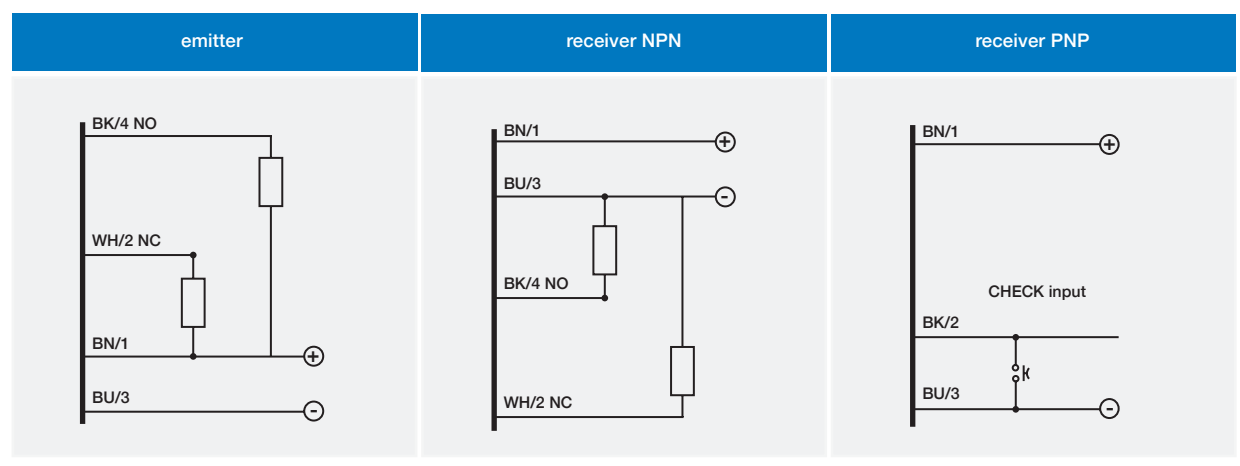 emitter
BK/4 NO
WH/2 NC
BN/1
+
BU/3
-
receiver NPN
BN/1
+
BU/3
-
BK/4 NO
WH/2 NC
receiver PNP
BN/1
+
CHECK input
BK/2
BU/3
-